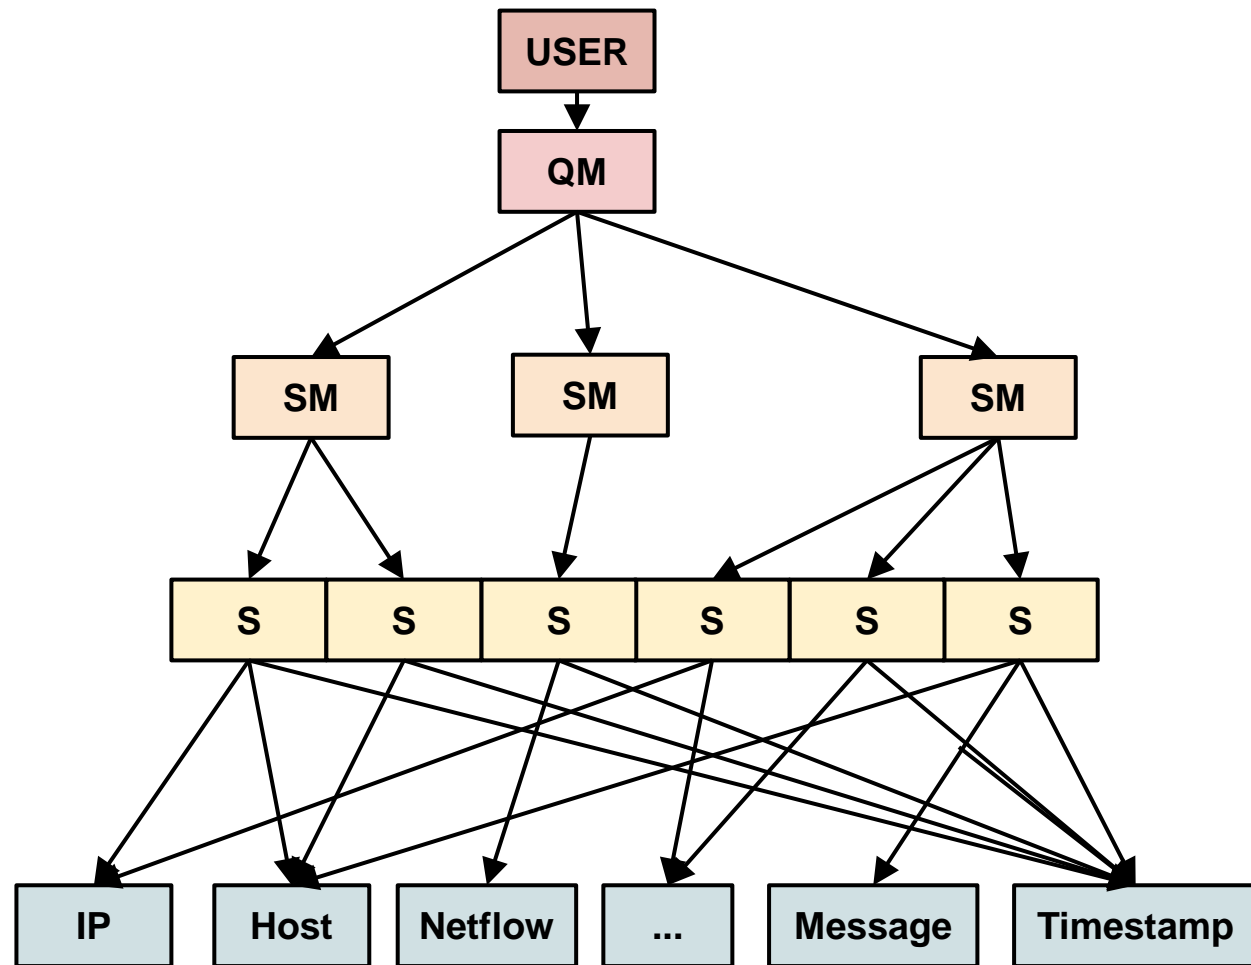 USER
QM
SM SM SM
S S S S S S
IP Host Netflow ... Message Timestamp